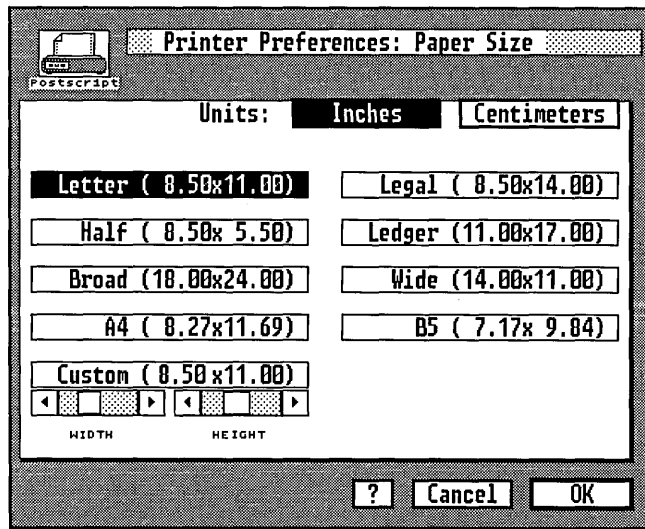 Printer Preferences: Paper Size
Postscript
Units: Inches Centimeters
Letter ( 8.50x11.00) Legal ( 8.50x14.00)
Half ( 8.50x 5.50) Ledger (11.00x17.00)
Broad (18.00x24.00) Wide (14.00x11.00)
A4 ( 8.27x11.69) B5 ( 7.17x 9.84)
Custom ( 8.50 x11.00)
WIDTH HEIGHT
? Cancel OK